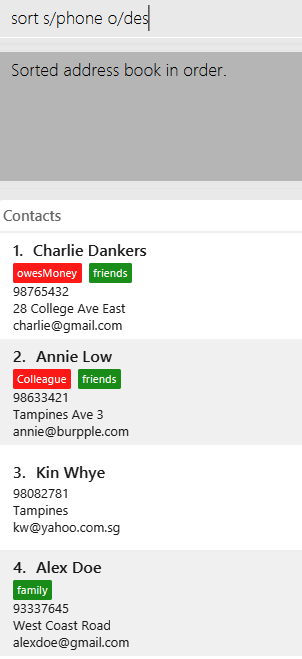 sort s/phone o/des
Sorted address book in order.
Contacts
1. Charlie Dankers
owesMoney friends
98765432
28 College Ave East
charlie@gmail.com
2. Annie Low
Colleague friends
98633421
Tampines Ave 3
annie@burpple.com
3. Kin Whye
98082781
Tampines
kw@yahoo.com.sg
4. Alex Doe
family
93337645
West Coast Road
alexdoe@gmail.com